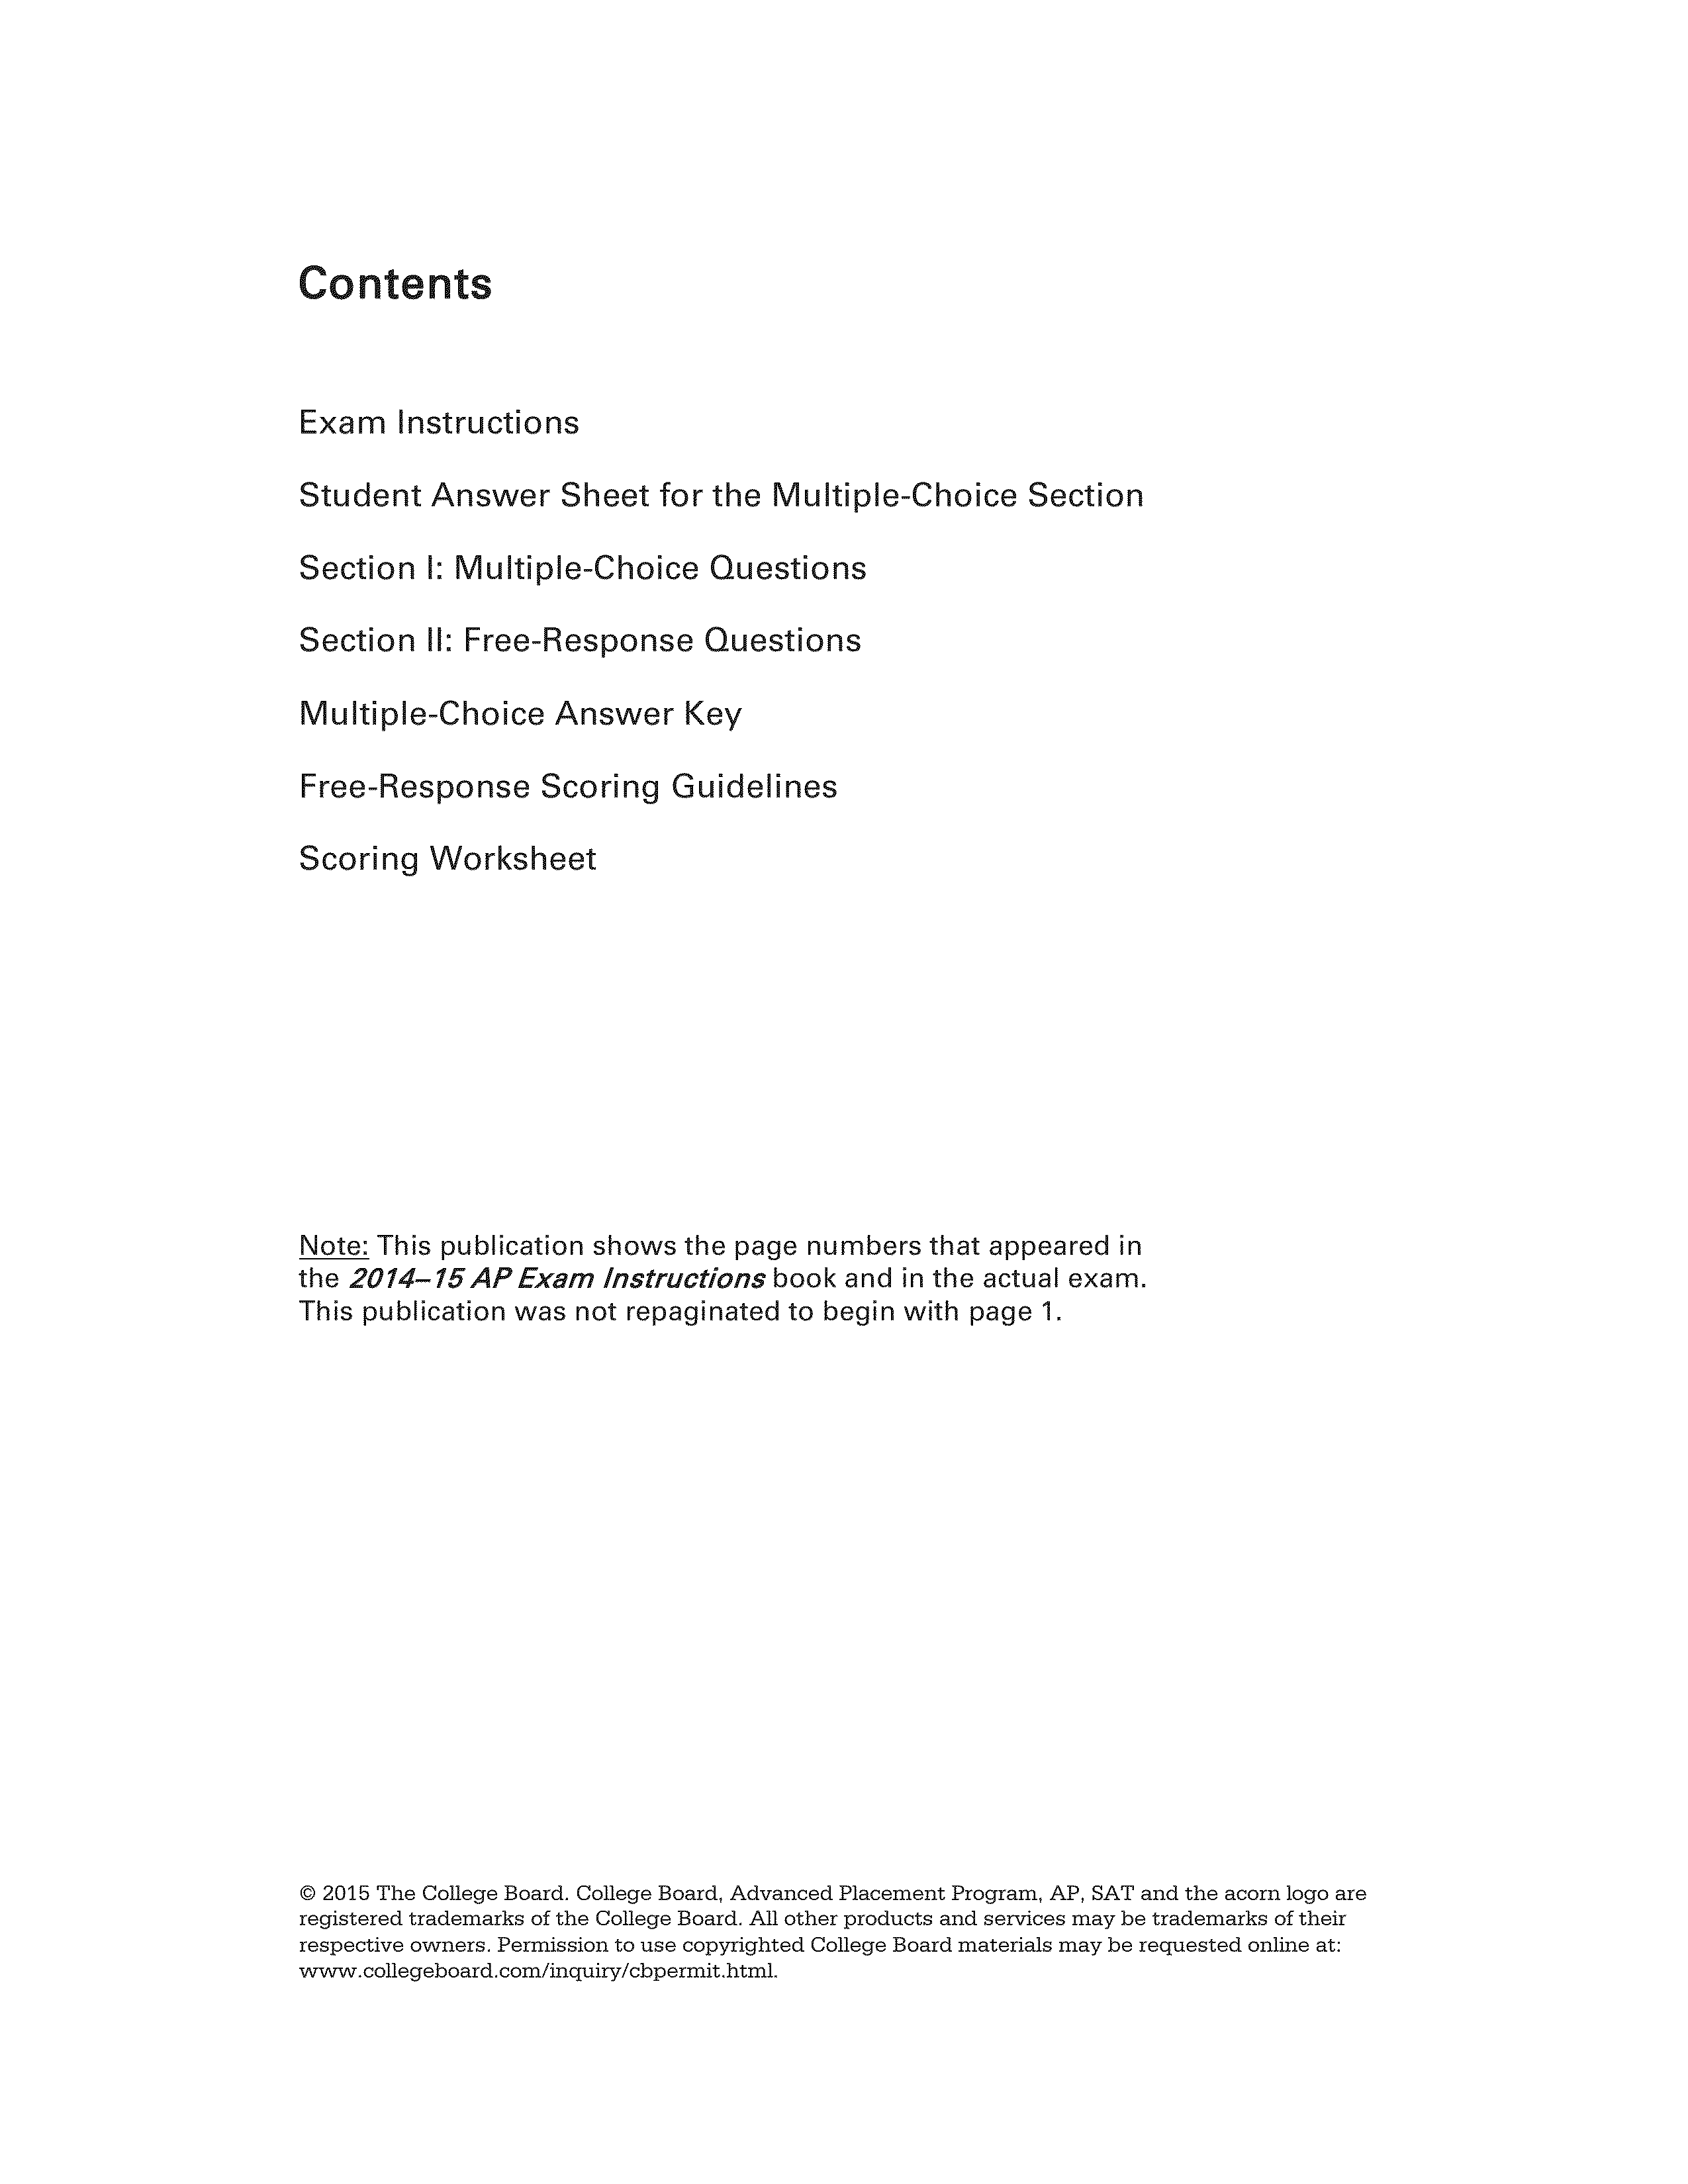 Contents
Exam Instructions
Student Answer Sheet for the Multiple-Choice Section
Section I: Multiple-Choice Questions
Section II: Free-Response Questions
Multiple-Choice Answer Key
Free-Response Scoring Guidelines
Scoring Worksheet
Note: This publication shows the page numbers that appeared in
the 2014–15 AP Exam Instructions book and in the actual exam.
This publication was not repaginated to begin with page 1.
© 2015 The College Board. College Board, Advanced Placement Program, AP, SAT and the acorn logo are
registered trademarks of the College Board. All other products and services may be trademarks of their
respective owners. Permission to use copyrighted College Board materials may be requested online at:
www.collegeboard.com/inquiry/cbpermit.html.